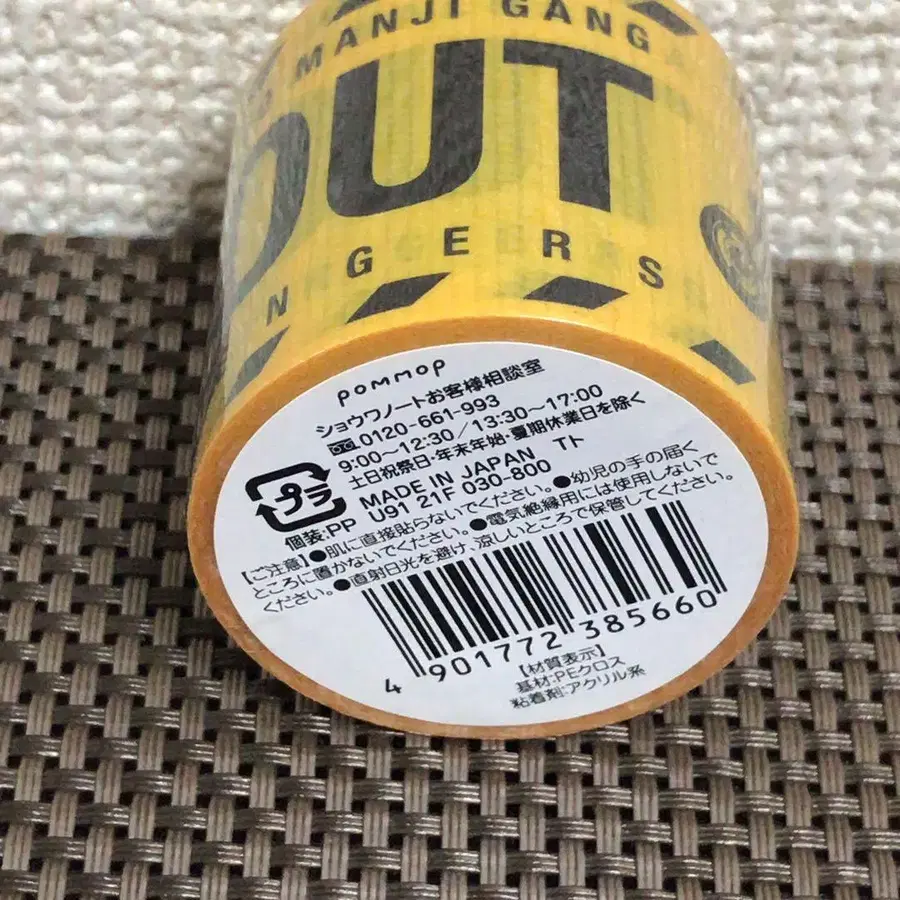 MANJI GANG
OUT
NGERS
pommop
ショウワノートお客様相談室
0120-661-993
9:00～12:30/13:30～17:00
土日祝祭日・年末年始・夏期休業日を除く
MADE IN JAPAN Tト
U91 21F 030-800
プラ
個装:PP
【ご注意】●肌に直接貼らないでください。●幼児の手の届く
ところに置かないでください。●電気絶縁用には使用しないで
ください。●直射日光を避け、涼しいところで保管してください。
4 901772 385660
【材質表示】
基材:PEクロス
粘着剤:アクリル系